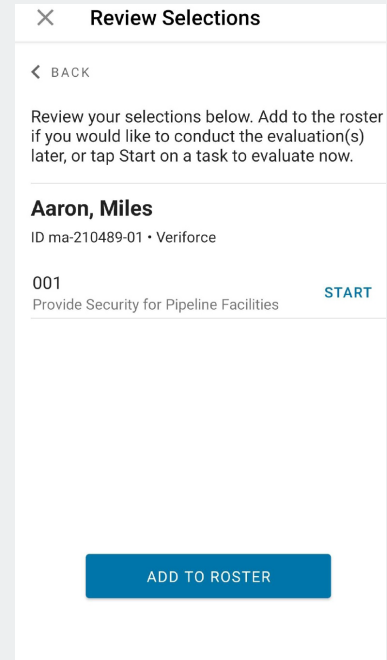 Review Selections
BACK
Review your selections below. Add to the roster
if you would like to conduct the evaluation(s)
later, or tap Start on a task to evaluate now.
Aaron, Miles
ID ma-210489-01 • Veriforce
001
Provide Security for Pipeline Facilities
START
ADD TO ROSTER